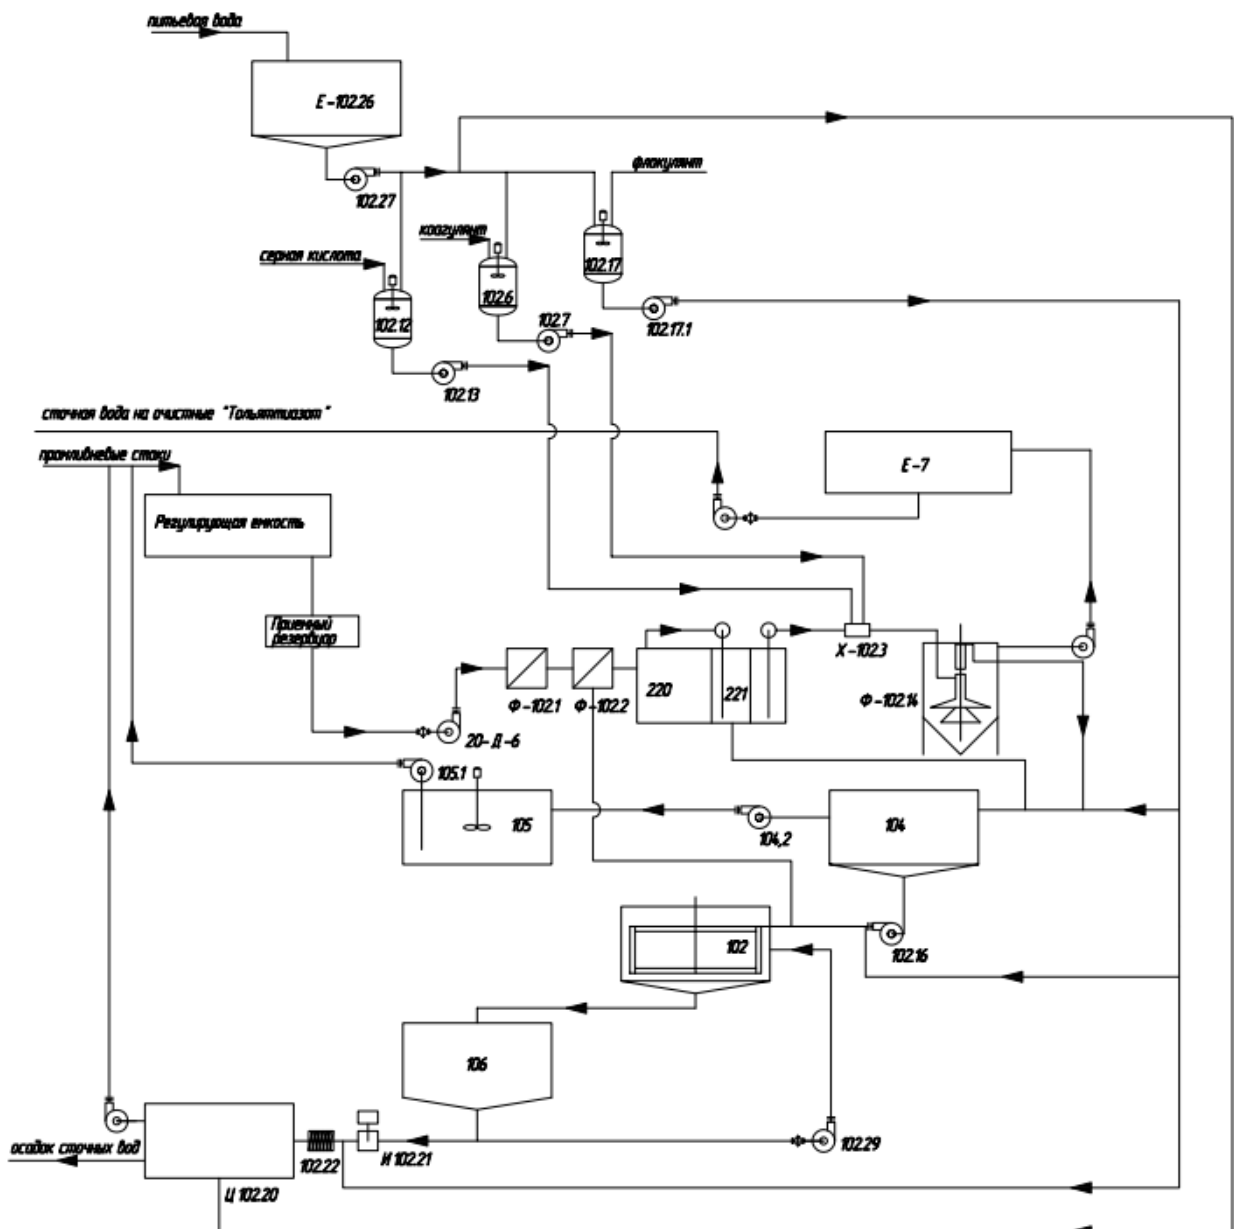 питьевая вода
Е-102.26
флокулянт
102.27
коагулянт
102.17
серная кислота
102.6
102.17.1
102.7
102.12
102.13
сточная вода на очистные "Тольяттиазот"
промливневые стоки
Е-7
Регулирующая емкость
Приемный
резервуар
Х-102.3
220
221
Ф-102.1
Ф-102.2
Ф-102.14
20-Д-6
105.1
105
104,2
104
102
102.16
106
осадок сточных вод
102.22
И 102.21
102.29
Ц 102.20